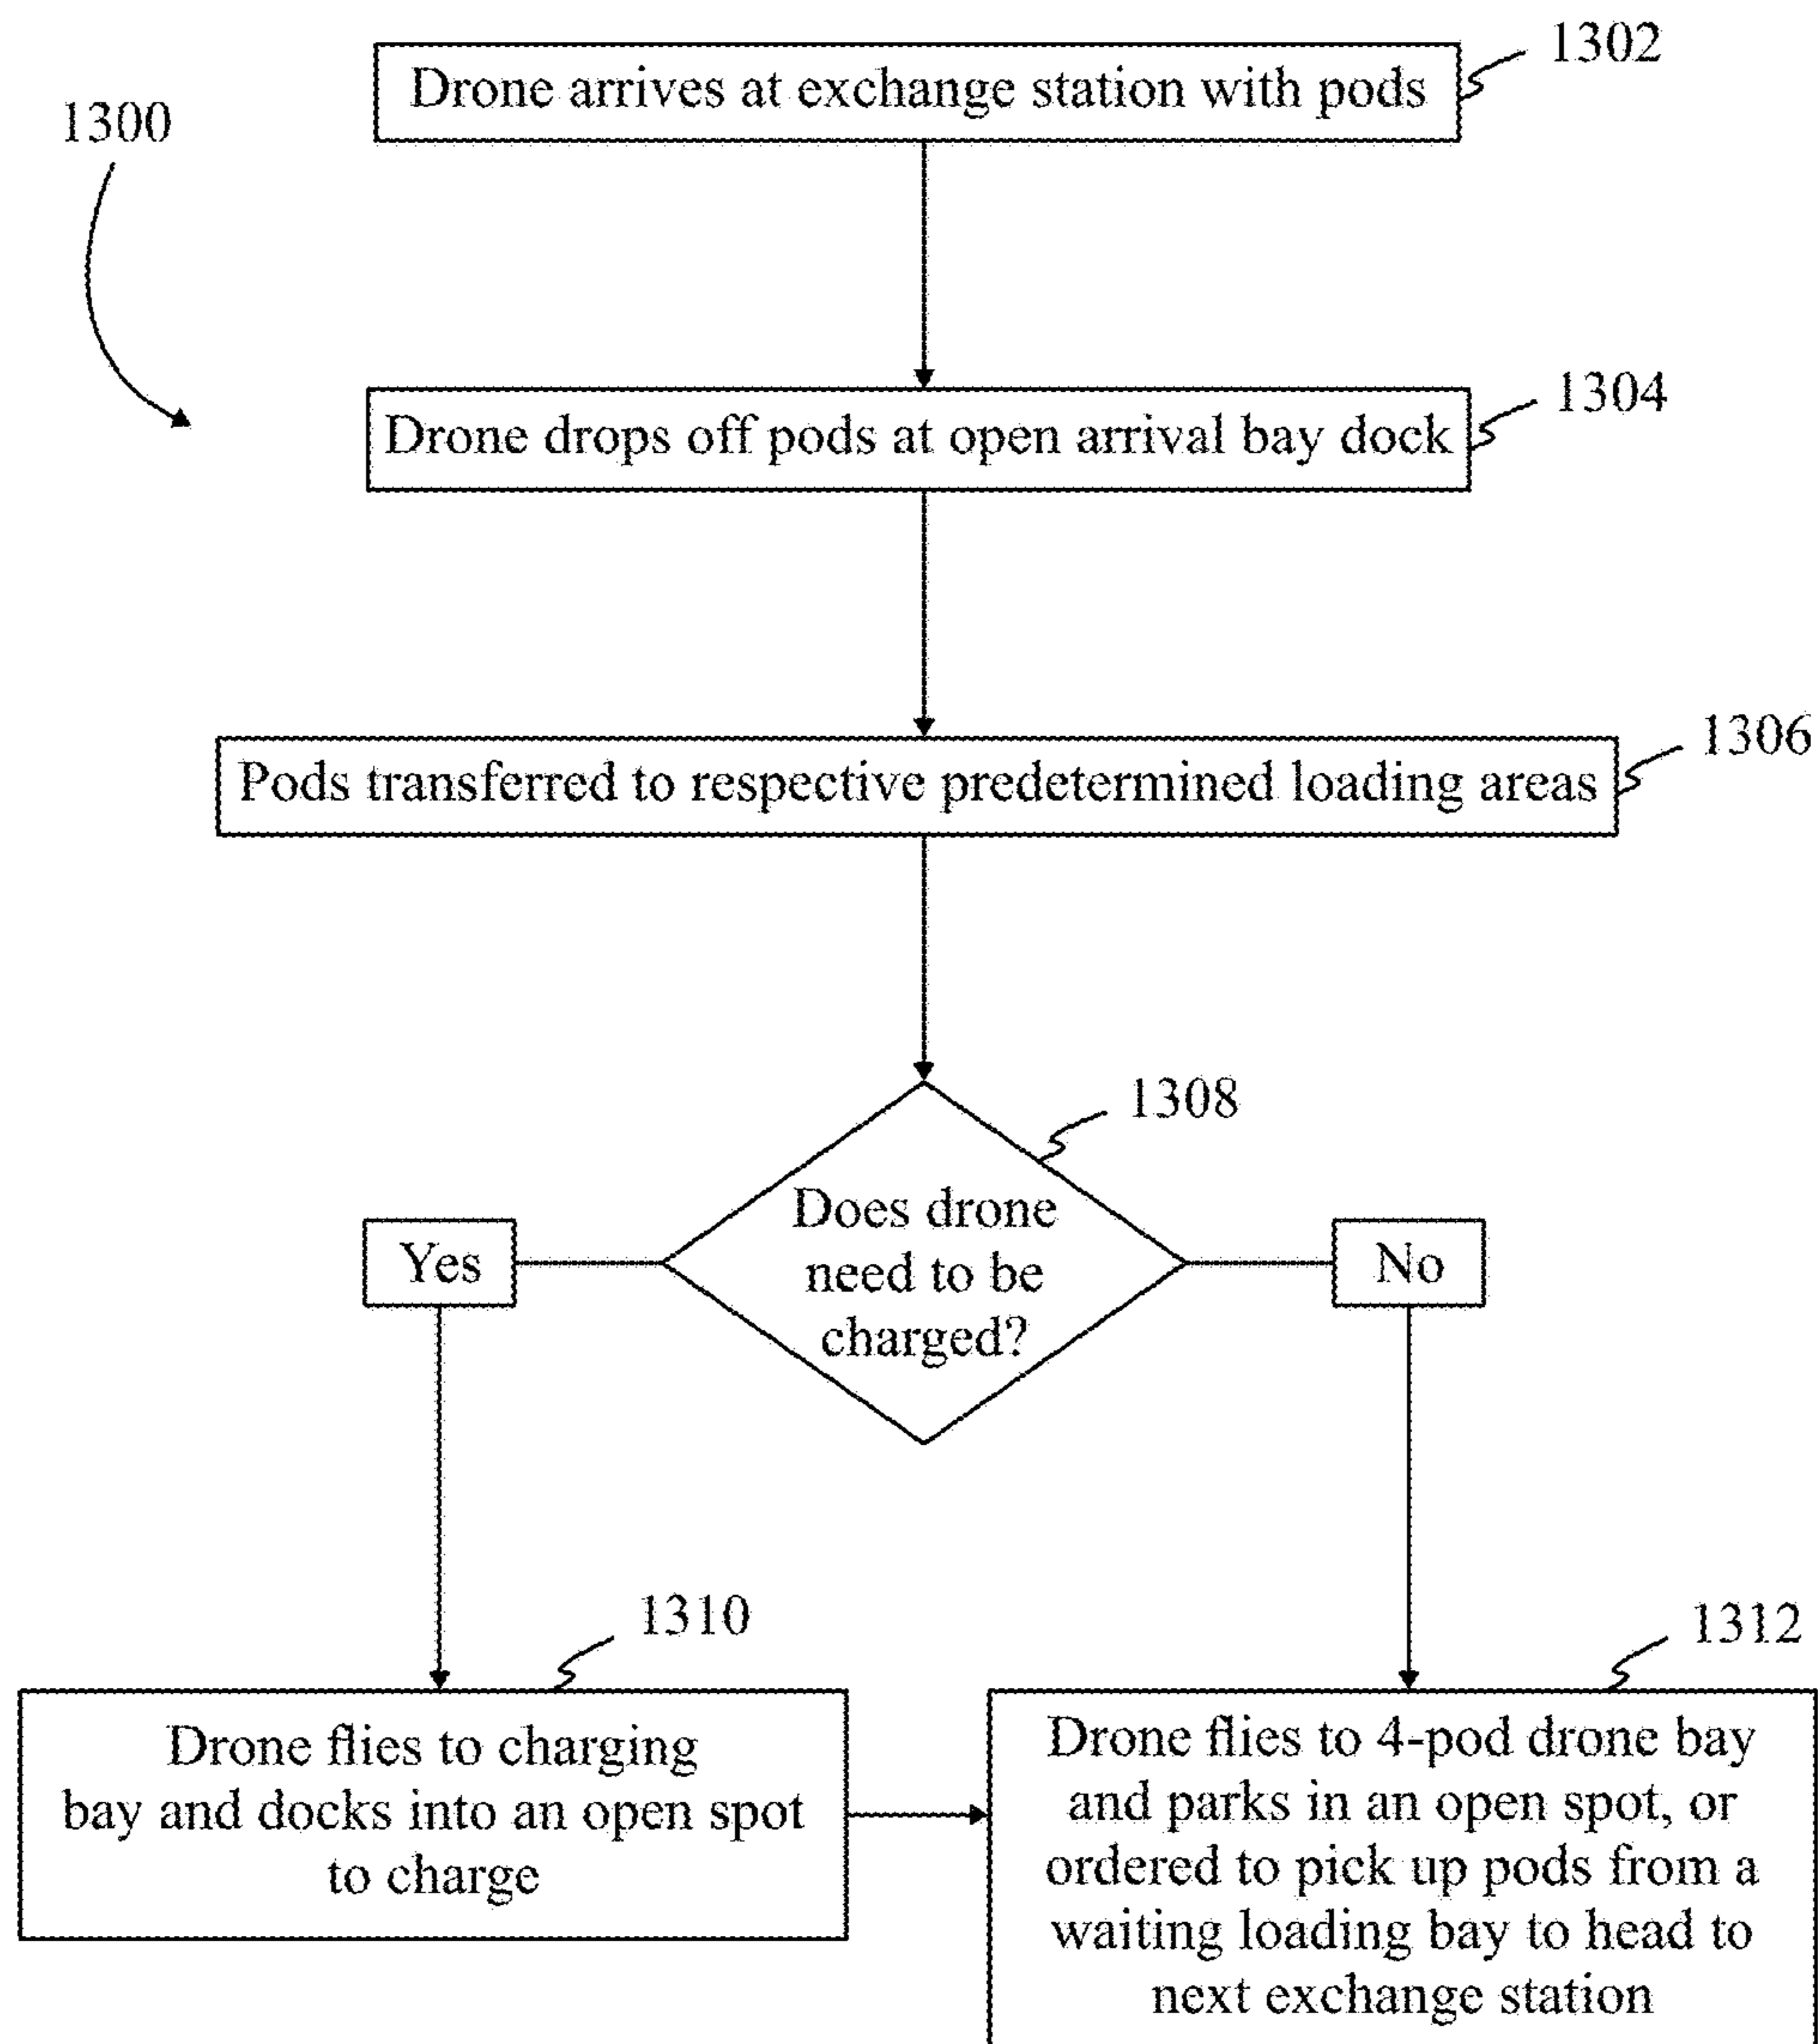 1302
Drone arrives at exchange station with pods
1300
1304
Drone drops off pods at open arrival bay dock
1306
Pods transferred to respective predetermined loading areas
1308
Does drone
need to be
charged?
Yes
No
1310
Drone flies to charging
bay and docks into an open spot
to charge
1312
Drone flies to 4-pod drone bay
and parks in an open spot, or
ordered to pick up pods from a
waiting loading bay to head to
next exchange station